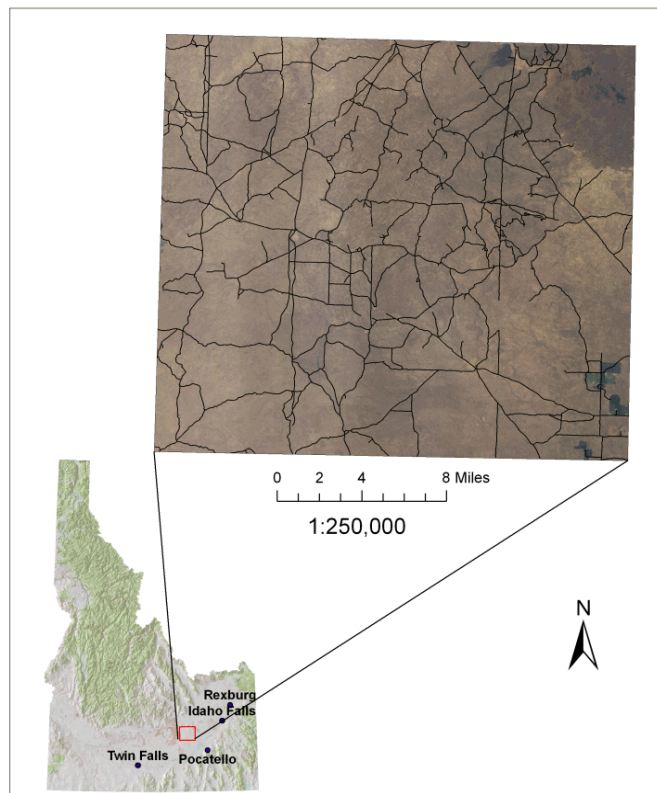 0 2 4 8 Miles
1:250,000
N
Rexburg
Idaho Falls
Twin Falls
Pocatello